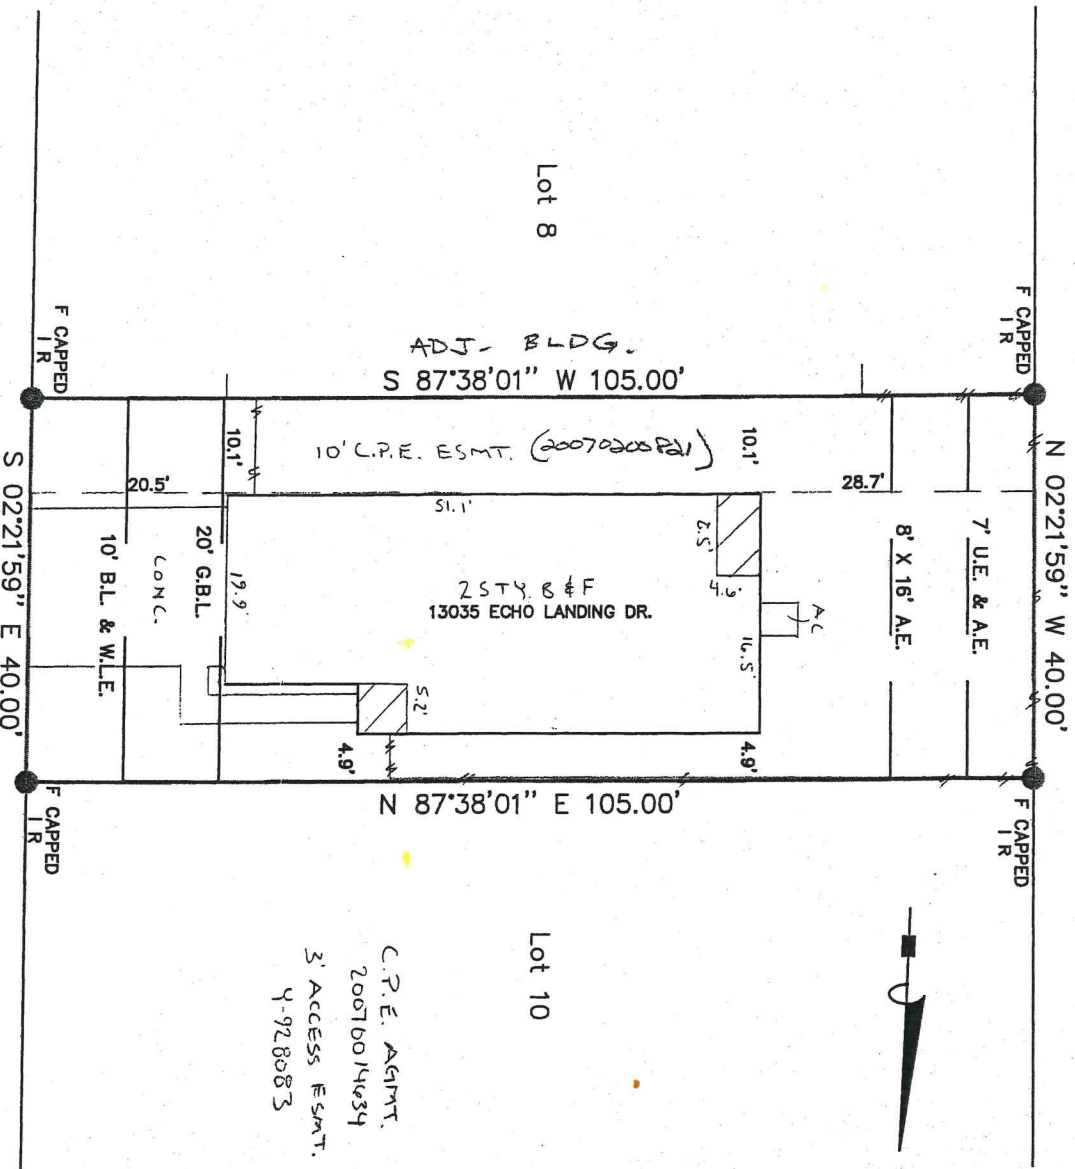 Lot 8
F CAPPED
I R
F CAPPED
I R
ADJ- BLDG.
S 87°38'01" W 105.00'
N 02°21'59" W 40.00'
10.1'
10' C.P.E. ESMT.
10.1'
20.5'
28.7'
51.1'
2.5'
4.6'
7' U.E. & A.E.
8' X 16' A.E.
20' G.B.L.
CONC.
10' B.L. & W.L.E.
19.9'
2 STY. B & F
13035 ECHO LANDING DR.
AC
16.5'
5.2'
4.9'
4.9'
S 02°21'59" E 40.00'
N 87°38'01" E 105.00'
F CAPPED
I R
F CAPPED
I R
Lot 10
C.P.E. AGMT.
20070014634
3' ACCESS ESMT.
Y-928083